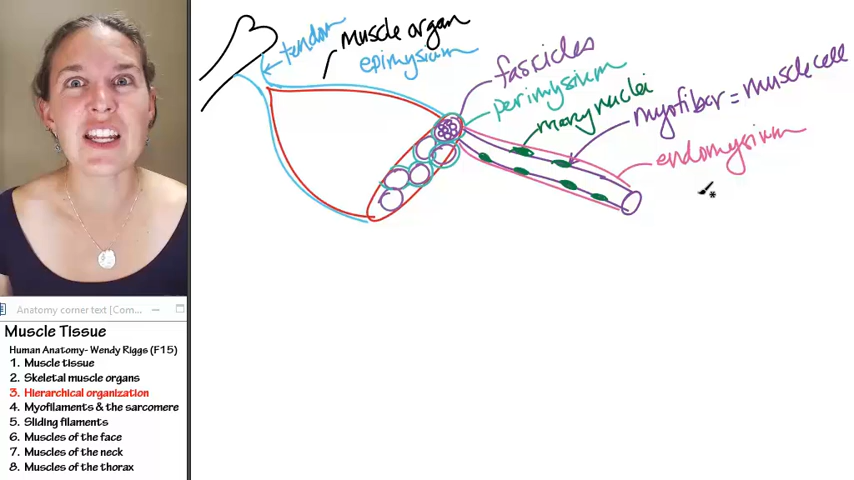 tendon
muscle organ
epimysium
fascicles
perimysium
many nuclei
myofiber = muscle cell
endomysium
Anatomy corner text [Com...
Muscle Tissue
Human Anatomy- Wendy Riggs (F15)
1. Muscle tissue
2. Skeletal muscle organs
3. Hierarchical organization
4. Myofilaments & the sarcomere
5. Sliding filaments
6. Muscles of the face
7. Muscles of the neck
8. Muscles of the thorax